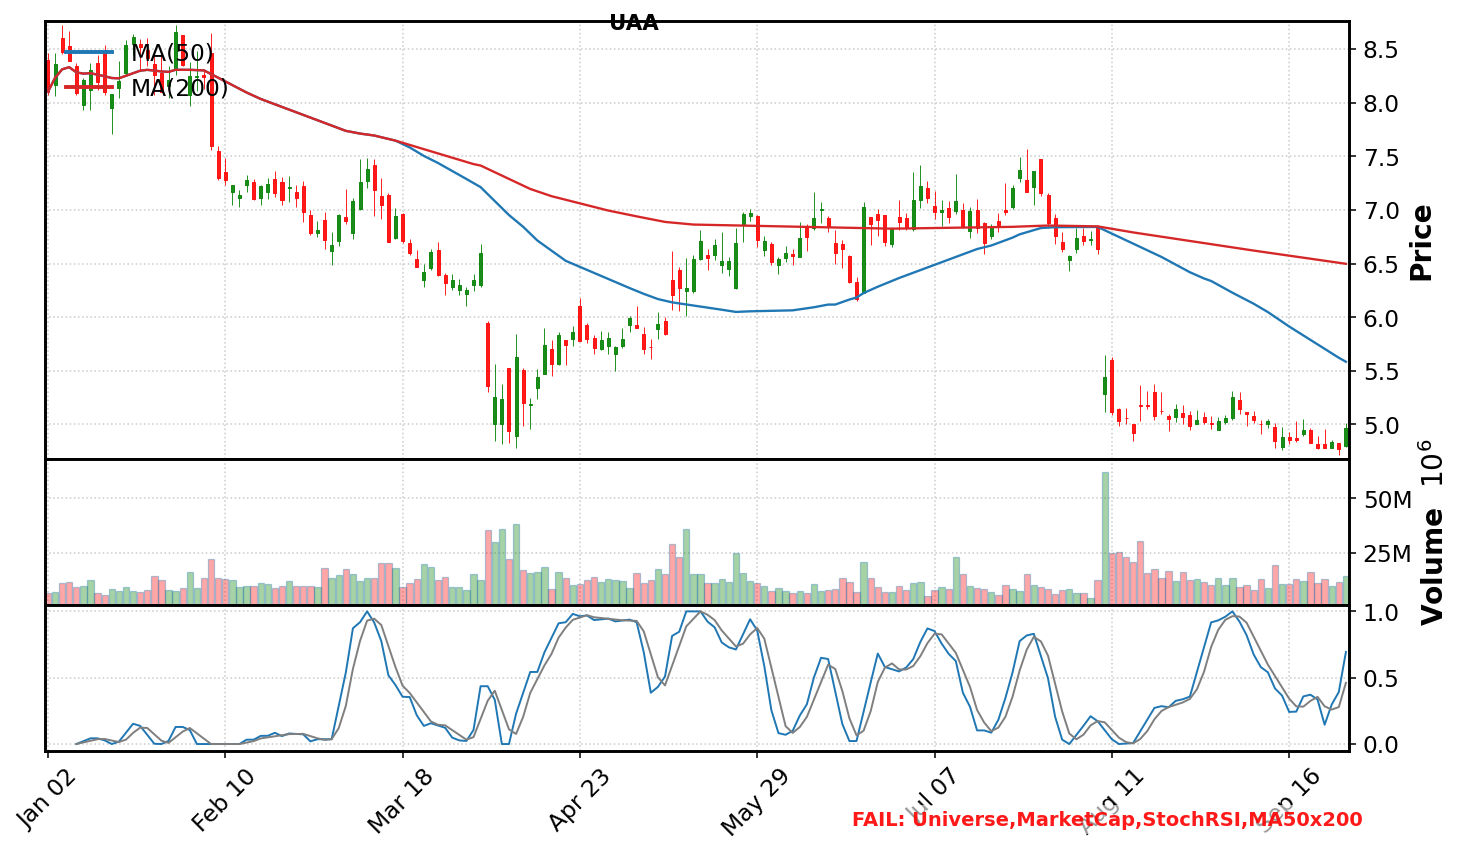 UAA
MA(50)
MA(200)
8.5
8.0
7.5
7.0
6.5
6.0
5.5
5.0
Price
50M
25M
Volume 10^6
1.0
0.5
0.0
Jan 02
Feb 10
Mar 18
Apr 23
May 29
Jul 07
Aug 11
Sep 16
FAIL: Universe,MarketCap,StochRSI,MA50x200